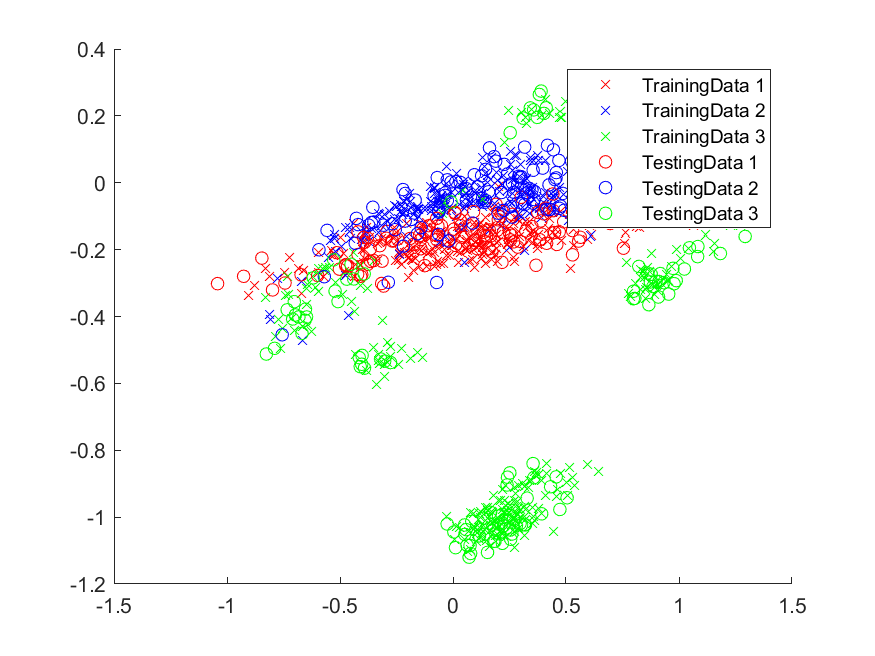 0.4
0.2
0
-0.2
-0.4
-0.6
-0.8
-1
-1.2
-1.5
-1
-0.5
0
0.5
1
1.5
TrainingData 1
TrainingData 2
TrainingData 3
TestingData 1
TestingData 2
TestingData 3